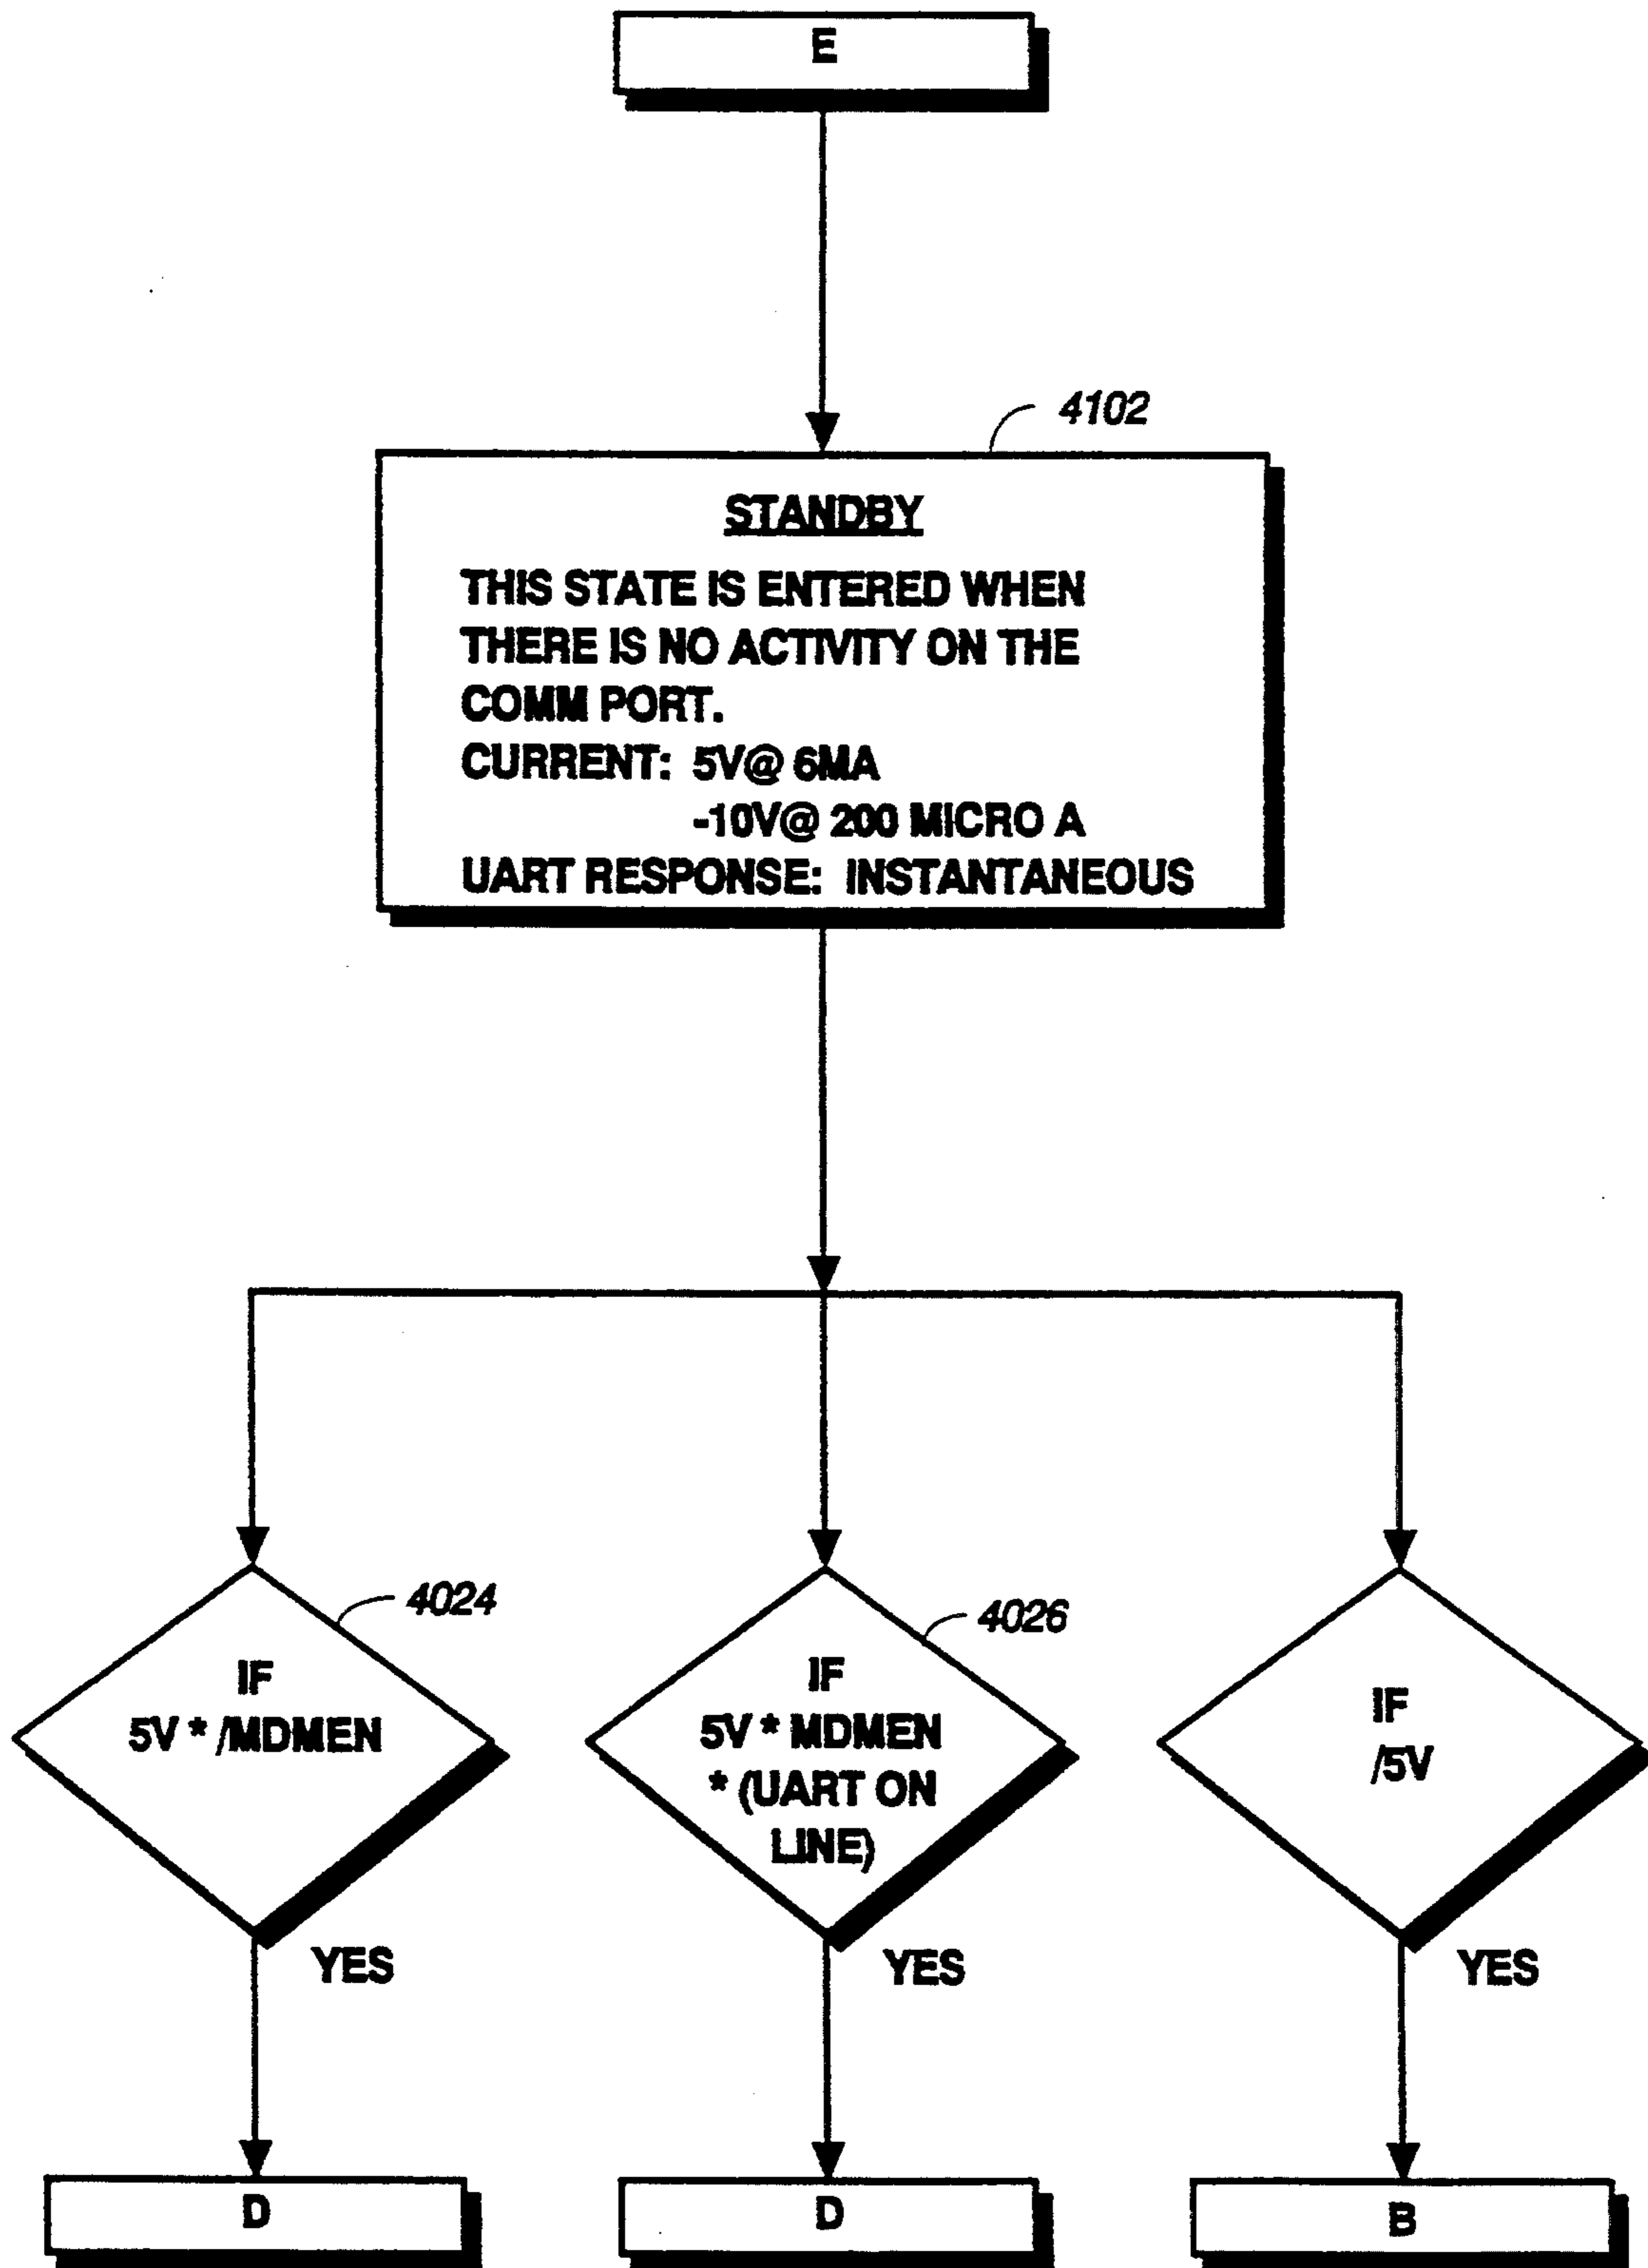 E
4102
STANDBY
THIS STATE IS ENTERED WHEN
THERE IS NO ACTIVITY ON THE
COMM PORT.
CURRENT: 5V@ 6MA
-10V@ 200 MICRO A
UART RESPONSE: INSTANTANEOUS
4024
IF
5V * /MDMEN
YES
4026
IF
5V * MDMEN
* (UART ON
LINE)
YES
IF
/5V
YES
D
D
B